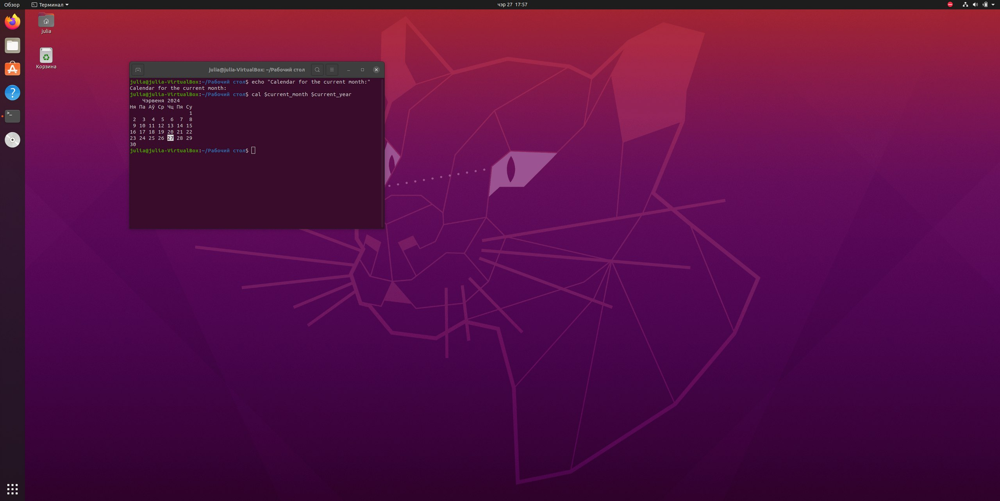 Обзор
Терминал
чэр 27 17:57
julia
Корзина
julia@julia-VirtualBox: ~/Рабочий стол
julia@julia-VirtualBox:~/Рабочий стол$ echo "Calendar for the current month:"
Calendar for the current month:
julia@julia-VirtualBox:~/Рабочий стол$ cal $current_month $current_year
Чэрвеня 2024
Ня Па Аў Ср Чц Пя Су
1
2 3 4 5 6 7 8
9 10 11 12 13 14 15
16 17 18 19 20 21 22
23 24 25 26 27 28 29
30
julia@julia-VirtualBox:~/Рабочий стол$